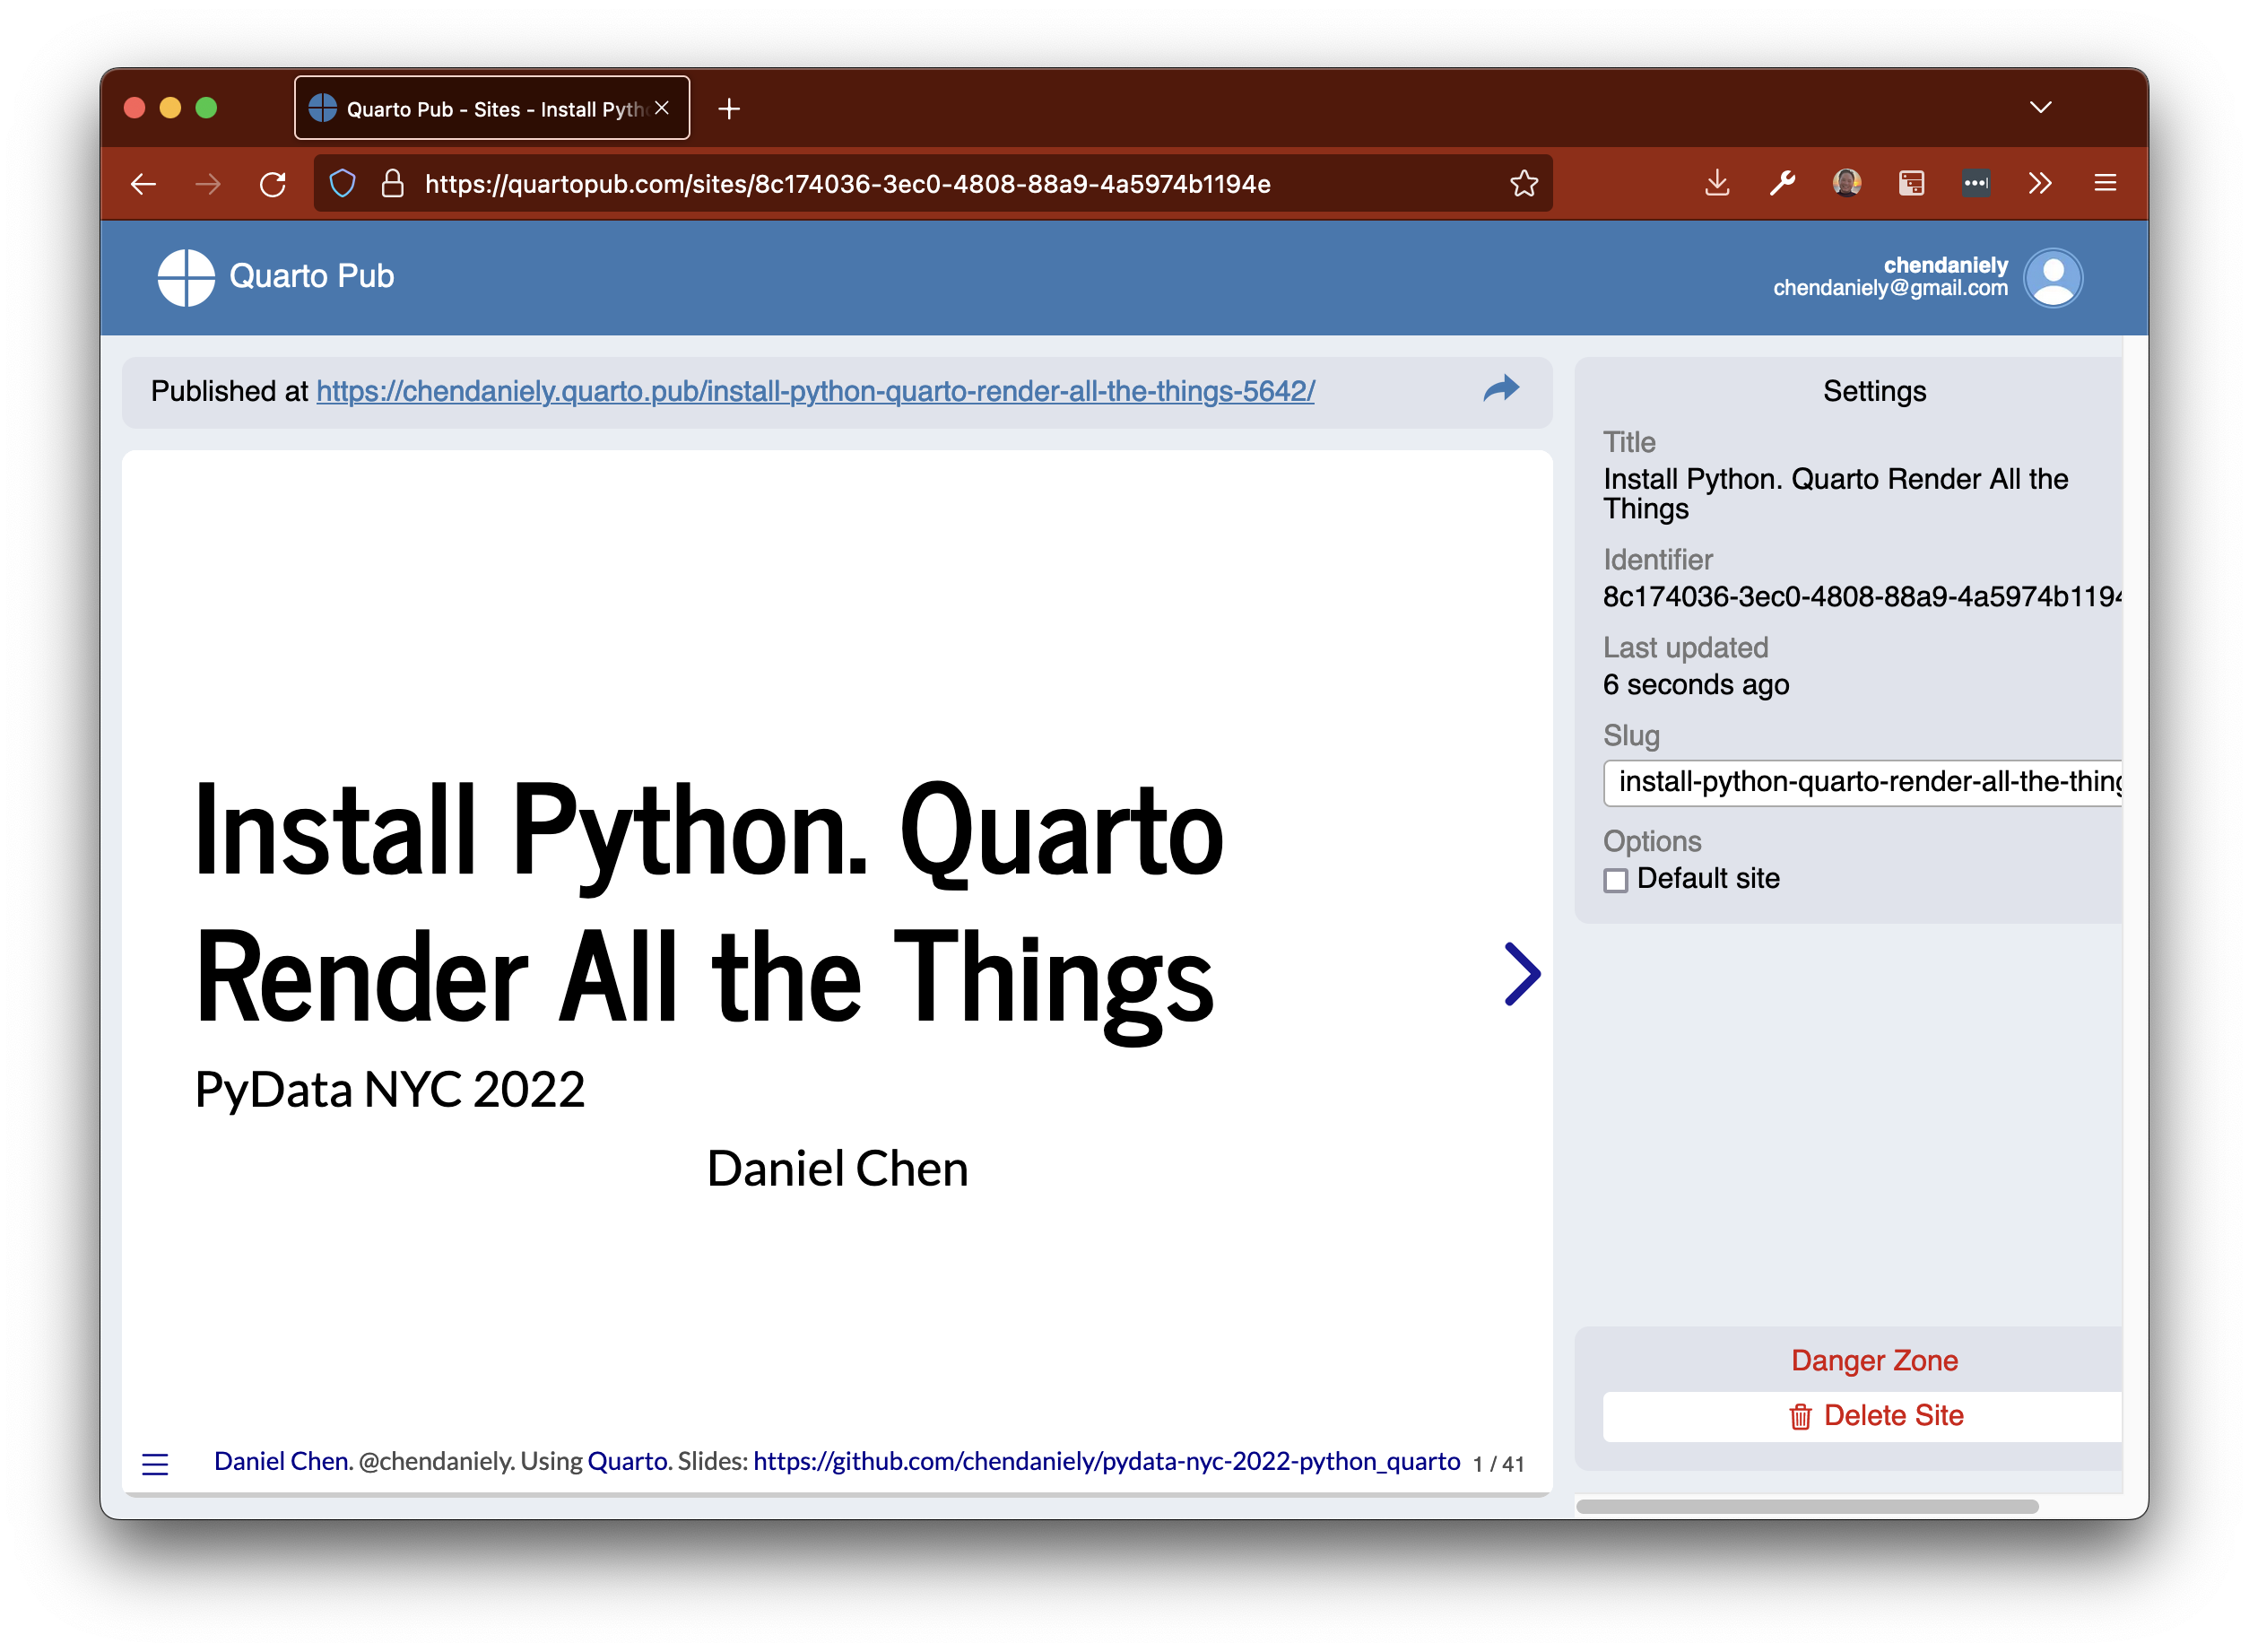 Quarto Pub - Sites - Install Pyth
https://quartopub.com/sites/8c174036-3ec0-4808-88a9-4a5974b1194e
Quarto Pub
chendaniely
chendaniely@gmail.com
Published at https://chendaniely.quarto.pub/install-python-quarto-render-all-the-things-5642/
Install Python. Quarto
Render All the Things
PyData NYC 2022
Daniel Chen
Daniel Chen. @chendaniely. Using Quarto. Slides: https://github.com/chendaniely/pydata-nyc-2022-python_quarto 1 / 41
Settings
Title
Install Python. Quarto Render All the
Things
Identifier
8c174036-3ec0-4808-88a9-4a5974b1194
Last updated
6 seconds ago
Slug
install-python-quarto-render-all-the-thing
Options
Default site
Danger Zone
Delete Site